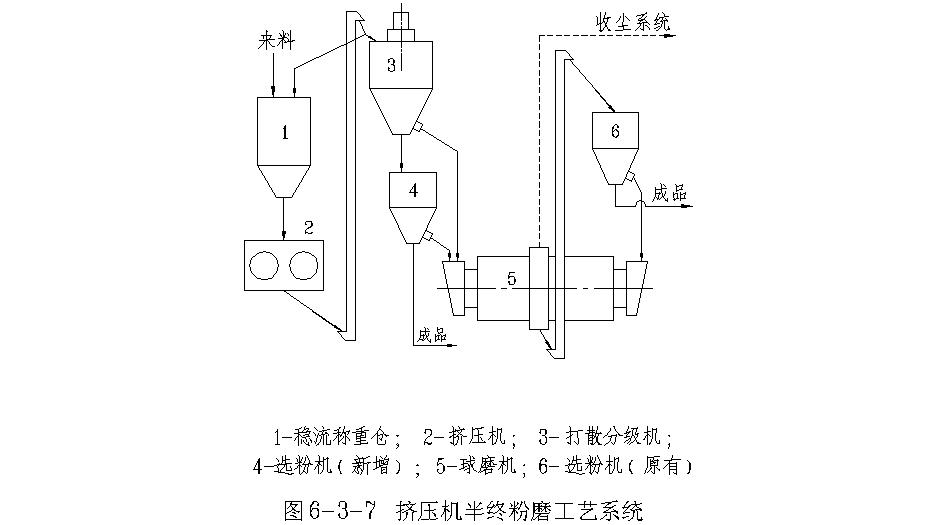 收尘系统
来料
3
1
6
4
成品
2
5
成品
1-稳流称重仓； 2-挤压机； 3-打散分级机；
4-选粉机（新增）；5-球磨机；6-选粉机（原有）
图6-3-7 挤压机半终粉磨工艺系统